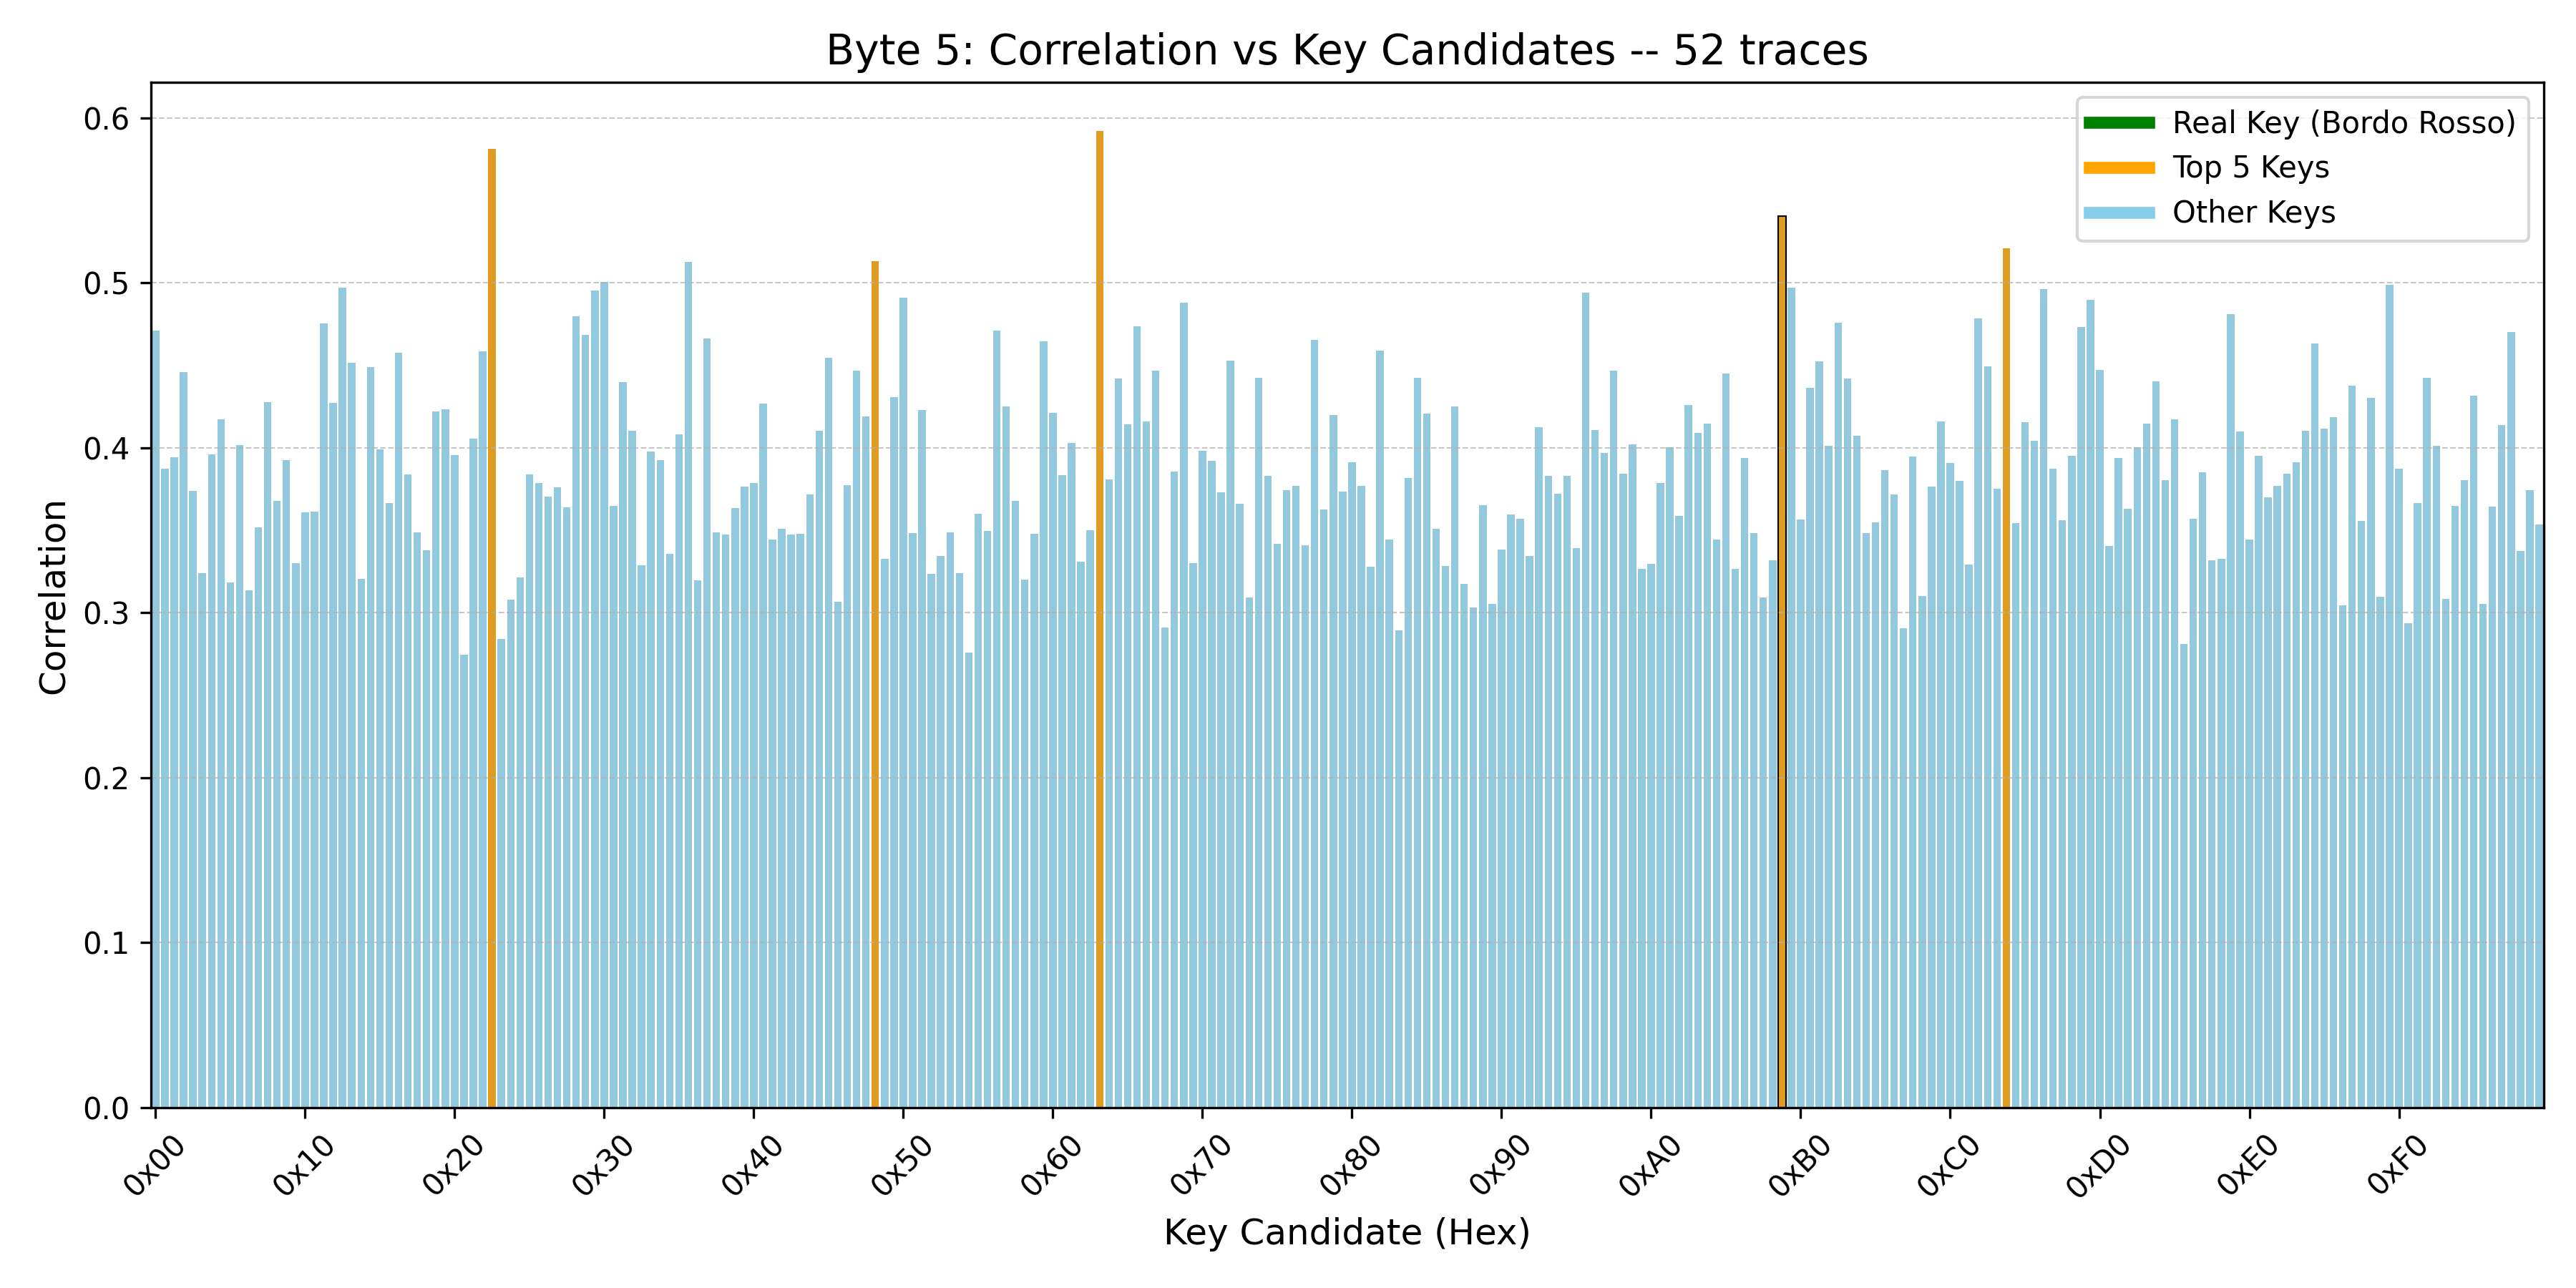 Byte 5: Correlation vs Key Candidates -- 52 traces
Real Key (Bordo Rosso)
Top 5 Keys
Other Keys
0.6
0.5
0.4
0.3
0.2
0.1
0.0
Correlation
0x00
0x10
0x20
0x30
0x40
0x50
0x60
0x70
0x80
0x90
0xA0
0xB0
0xC0
0xD0
0xE0
0xF0
Key Candidate (Hex)